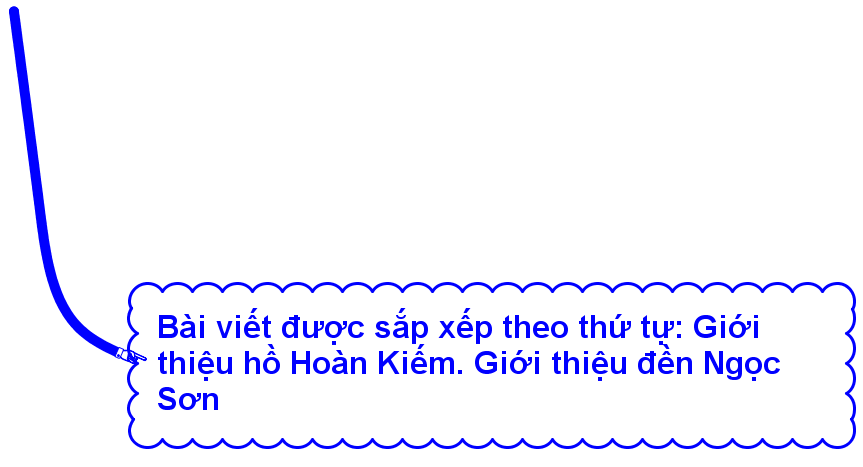 Bài viết được sắp xếp theo thứ tự: Giới
thiệu hồ Hoàn Kiếm. Giới thiệu đền Ngọc
Sơn